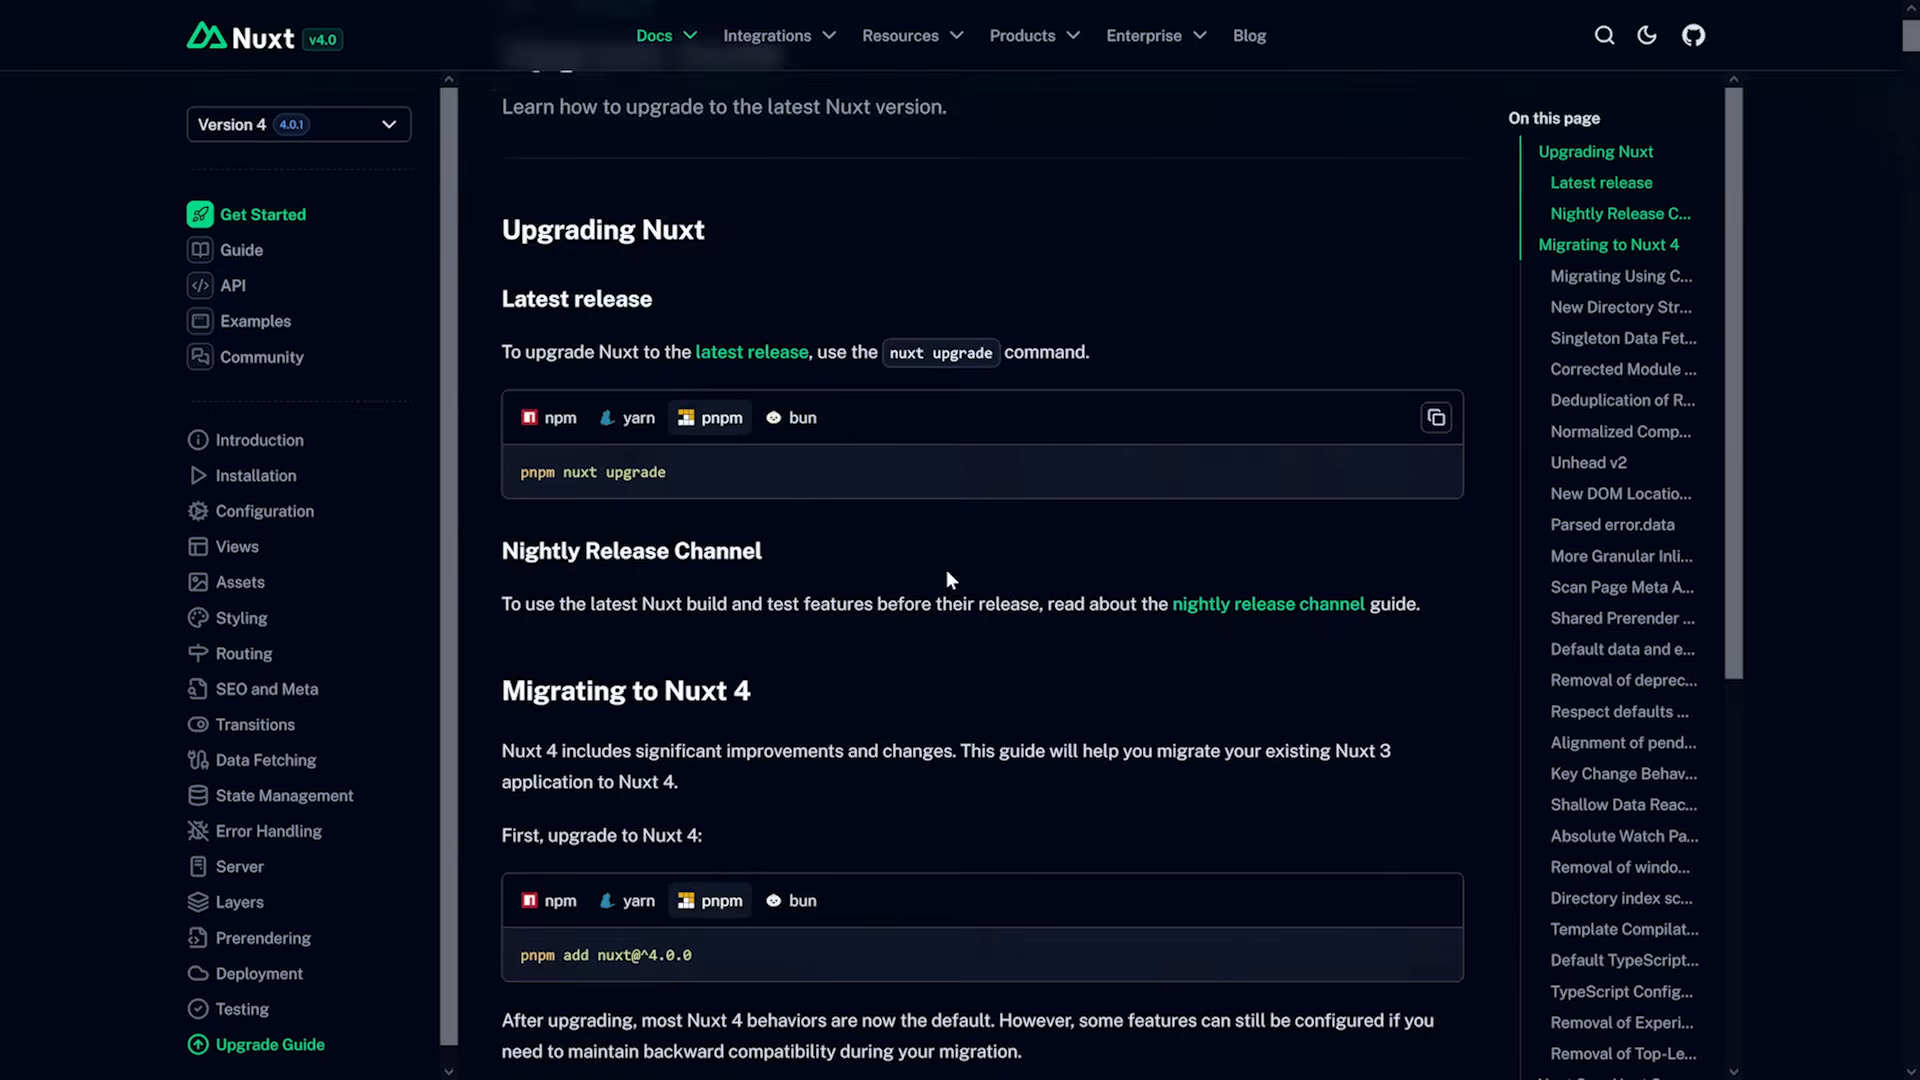 Nuxt v4.0
Docs
Integrations
Resources
Products
Enterprise
Blog
Version 4 4.0.1
Get Started
Guide
API
Examples
Community
Introduction
Installation
Configuration
Views
Assets
Styling
Routing
SEO and Meta
Transitions
Data Fetching
State Management
Error Handling
Server
Layers
Prerendering
Deployment
Testing
Upgrade Guide
Learn how to upgrade to the latest Nuxt version.
Upgrading Nuxt
Latest release
To upgrade Nuxt to the latest release, use the nuxt upgrade command.
npm yarn pnpm bun
pnpm nuxt upgrade
Nightly Release Channel
To use the latest Nuxt build and test features before their release, read about the nightly release channel guide.
Migrating to Nuxt 4
Nuxt 4 includes significant improvements and changes. This guide will help you migrate your existing Nuxt 3
application to Nuxt 4.
First, upgrade to Nuxt 4:
npm yarn pnpm bun
pnpm add nuxt@^4.0.0
After upgrading, most Nuxt 4 behaviors are now the default. However, some features can still be configured if you
need to maintain backward compatibility during your migration.
On this page
Upgrading Nuxt
Latest release
Nightly Release C...
Migrating to Nuxt 4
Migrating Using C...
New Directory Str...
Singleton Data Fet...
Corrected Module ...
Deduplication of R...
Normalized Comp...
Unhead v2
New DOM Locatio...
Parsed error.data
More Granular Inli...
Scan Page Meta A...
Shared Prerender ...
Default data and e...
Removal of deprec...
Respect defaults ...
Alignment of pend...
Key Change Behav...
Shallow Data Reac...
Absolute Watch Pa...
Removal of windo...
Directory index sc...
Template Compilat...
Default TypeScript...
TypeScript Config...
Removal of Experi...
Removal of Top-Le...